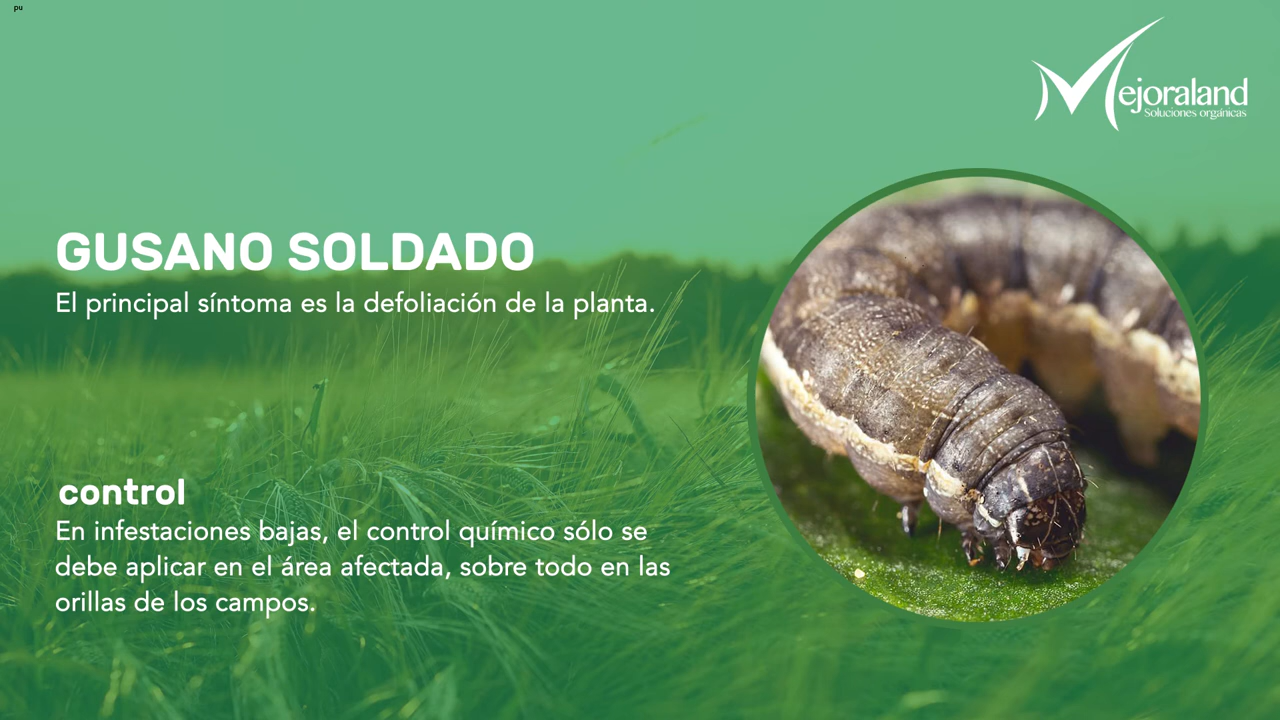 pu
Mejoraland
Soluciones orgánicas
GUSANO SOLDADO
El principal síntoma es la defoliación de la planta.
control
En infestaciones bajas, el control químico sólo se
debe aplicar en el área afectada, sobre todo en las
orillas de los campos.